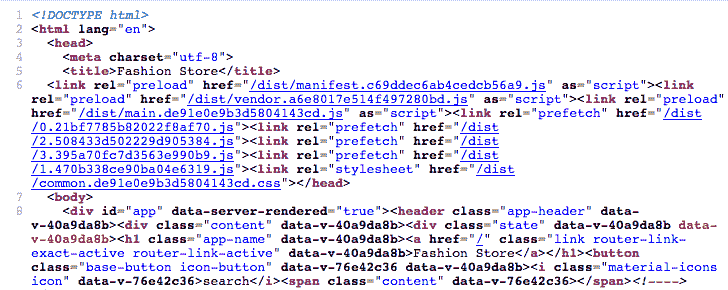 1 <!DOCTYPE html>
2 <html lang="en">
3 <head>
4 <meta charset="utf-8">
5 <title>Fashion Store</title>
6 <link rel="preload" href="/dist/manifest.c69ddec6ab4cedcb56a9.js" as="script"><link
rel="preload" href="/dist/vendor.a6e8017e514f497280bd.js" as="script"><link rel="preload"
href="/dist/main.de91e0e9b3d5804143cd.js" as="script"><link rel="prefetch" href="/dist
/0.21bf7785b82022f8af70.js"><link rel="prefetch" href="/dist
/2.508433d502229d905384.js"><link rel="prefetch" href="/dist
/3.395a70fc7d3563e990b9.js"><link rel="prefetch" href="/dist
/1.470b338ce90ba04e6319.js"><link rel="stylesheet" href="/dist
/common.de91e0e9b3d5804143cd.css"></head>
7 <body>
8 <div id="app" data-server-rendered="true"><header class="app-header" data-
v-40a9da8b><div class="content" data-v-40a9da8b><div class="state" data-v-40a9da8b data-
v-40a9da8b><h1 class="app-name" data-v-40a9da8b><a href="/" class="link router-link-
exact-active router-link-active" data-v-40a9da8b>Fashion Store</a></h1><button
class="base-button icon-button" data-v-76e42c36 data-v-40a9da8b><i class="material-icons
icon" data-v-76e42c36>search</i><span class="content" data-v-76e42c36></span><!---->